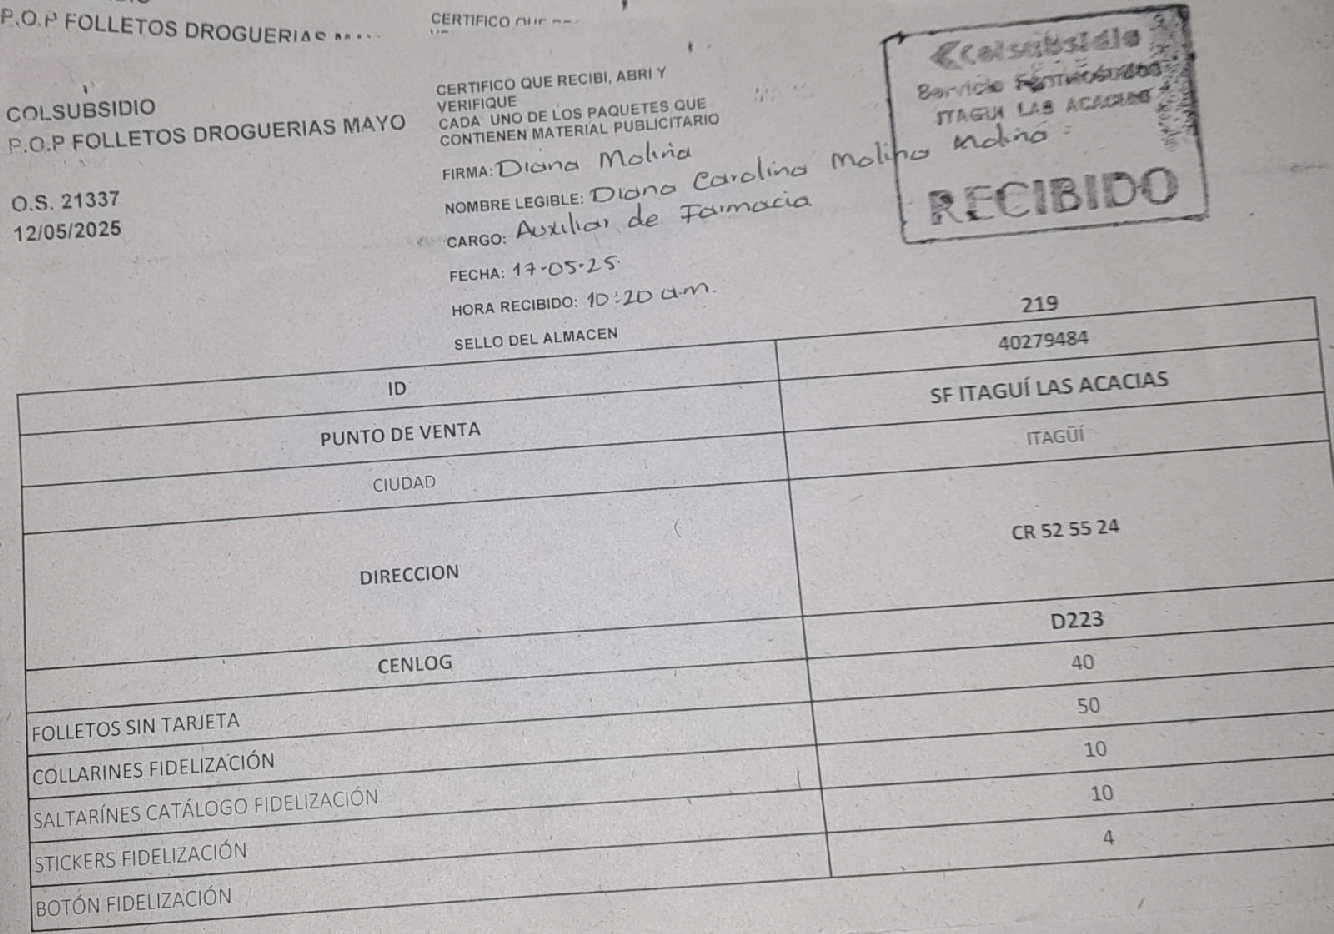 P.O.P FOLLETOS DROGUERIAS
CERTIFICO QUE
COLSUBSIDIO
P.O.P FOLLETOS DROGUERIAS MAYO
O.S. 21337
12/05/2025
CERTIFICO QUE RECIBI, ABRI Y
VERIFIQUE
CADA UNO DE LOS PAQUETES QUE
CONTIENEN MATERIAL PUBLICITARIO
FIRMA: Diana Molina
NOMBRE LEGIBLE: Diana Carolina Molina Molina
CARGO: Auxiliar de Farmacia
FECHA: 17-05-25
HORA RECIBIDO: 10:20 a.m.
SELLO DEL ALMACEN
Colsubsidio
Servicio Farmacéutico
ITAGUI LAS ACACIAS
RECIBIDO
219
ID 40279484
PUNTO DE VENTA SF ITAGUÍ LAS ACACIAS
CIUDAD ITAGÜÍ
DIRECCION CR 52 55 24
CENLOG D223
FOLLETOS SIN TARJETA 40
COLLARINES FIDELIZACIÓN 50
SALTARÍNES CATÁLOGO FIDELIZACIÓN 10
STICKERS FIDELIZACIÓN 10
BOTÓN FIDELIZACIÓN 4